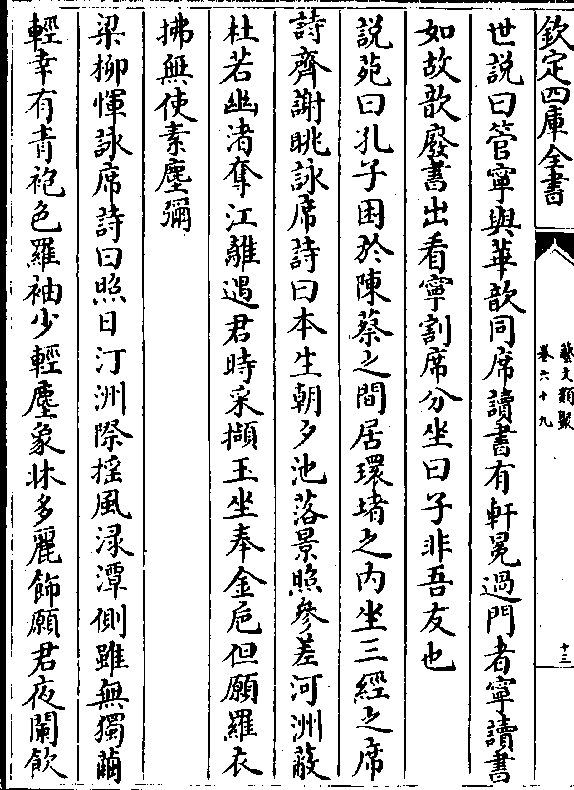 欽定四庫全書
藝文類聚
卷六十九
十三
世說曰管寧與華歆同席讀書有軒冕過門者寧讀書
如故歆廢書出看寧割席分坐曰子非吾友也
說苑曰孔子困於陳蔡之間居環堵之内坐三經之席
詩齊謝眺詠席詩曰本生朝夕池落景照參差河洲蔽
杜若幽渚奪江離遇君時采擷玉坐奉金巵但願羅衣
拂無使素塵彌
梁柳惲詠席詩曰照日汀洲際揺風渌潭側雖無獨繭
輕幸有青袍色羅袖少輕塵象牀多麗飾願君夜闌飲